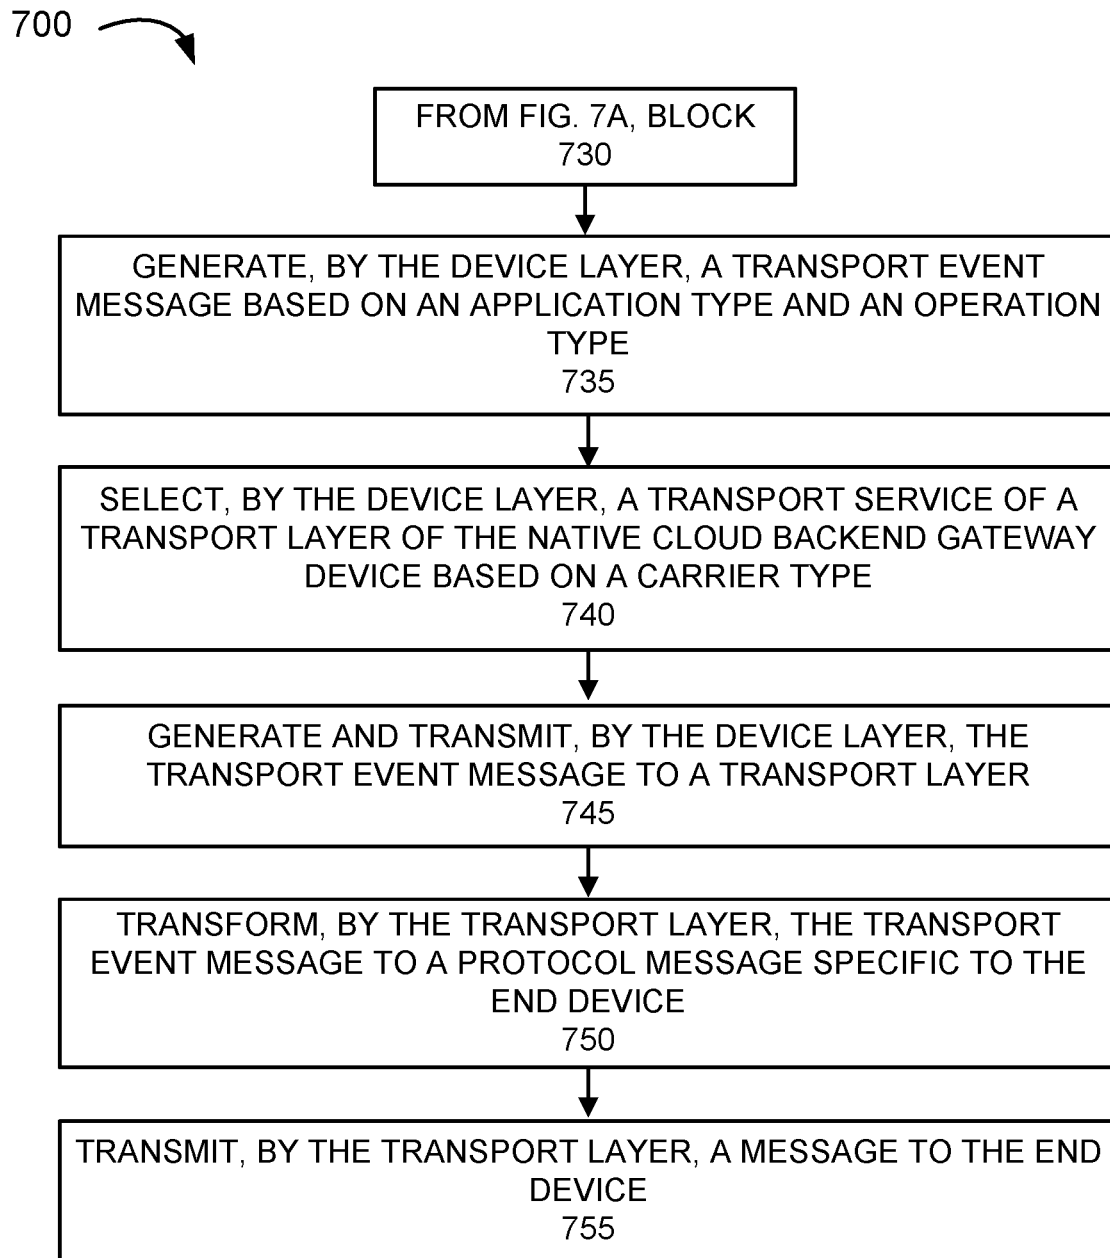 700
FROM FIG. 7A, BLOCK
730
GENERATE, BY THE DEVICE LAYER, A TRANSPORT EVENT
MESSAGE BASED ON AN APPLICATION TYPE AND AN OPERATION
TYPE
735
SELECT, BY THE DEVICE LAYER, A TRANSPORT SERVICE OF A
TRANSPORT LAYER OF THE NATIVE CLOUD BACKEND GATEWAY
DEVICE BASED ON A CARRIER TYPE
740
GENERATE AND TRANSMIT, BY THE DEVICE LAYER, THE
TRANSPORT EVENT MESSAGE TO A TRANSPORT LAYER
745
TRANSFORM, BY THE TRANSPORT LAYER, THE TRANSPORT
EVENT MESSAGE TO A PROTOCOL MESSAGE SPECIFIC TO THE
END DEVICE
750
TRANSMIT, BY THE TRANSPORT LAYER, A MESSAGE TO THE END
DEVICE
755